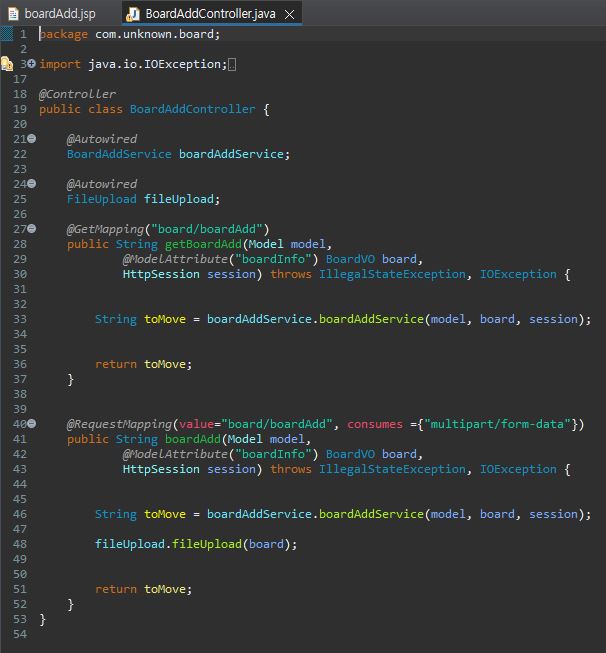 boardAdd.jsp BoardAddController.java
1 package com.unknown.board;
2
3 import java.io.IOException;
17
18 @Controller
19 public class BoardAddController {
20
21 @Autowired
22 BoardAddService boardAddService;
23
24 @Autowired
25 FileUpload fileUpload;
26
27 @GetMapping("board/boardAdd")
28 public String getBoardAdd(Model model,
29 @ModelAttribute("boardInfo") BoardVO board,
30 HttpSession session) throws IllegalStateException, IOException {
31
32
33 String toMove = boardAddService.boardAddService(model, board, session);
34
35
36 return toMove;
37 }
38
39
40 @RequestMapping(value="board/boardAdd", consumes ={"multipart/form-data"})
41 public String boardAdd(Model model,
42 @ModelAttribute("boardInfo") BoardVO board,
43 HttpSession session) throws IllegalStateException, IOException {
44
45
46 String toMove = boardAddService.boardAddService(model, board, session);
47
48 fileUpload.fileUpload(board);
49
50
51 return toMove;
52 }
53 }
54